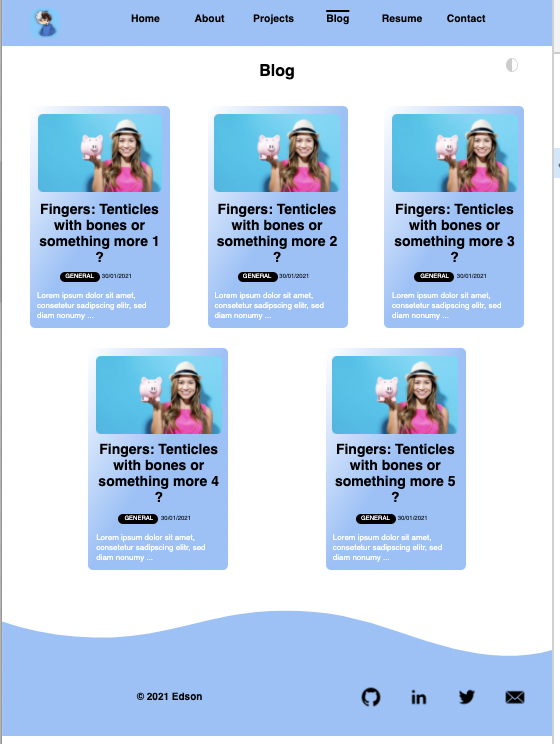 Home About Projects Blog Resume Contact
Blog
Fingers: Tenticles
with bones or
something more 1
?
GENERAL 30/01/2021
Lorem ipsum dolor sit amet,
consetetur sadipscing elitr, sed
diam nonumy ...
Fingers: Tenticles
with bones or
something more 2
?
GENERAL 30/01/2021
Lorem ipsum dolor sit amet,
consetetur sadipscing elitr, sed
diam nonumy ...
Fingers: Tenticles
with bones or
something more 3
?
GENERAL 30/01/2021
Lorem ipsum dolor sit amet,
consetetur sadipscing elitr, sed
diam nonumy ...
Fingers: Tenticles
with bones or
something more 4
?
GENERAL 30/01/2021
Lorem ipsum dolor sit amet,
consetetur sadipscing elitr, sed
diam nonumy ...
Fingers: Tenticles
with bones or
something more 5
?
GENERAL 30/01/2021
Lorem ipsum dolor sit amet,
consetetur sadipscing elitr, sed
diam nonumy ...
© 2021 Edson
in